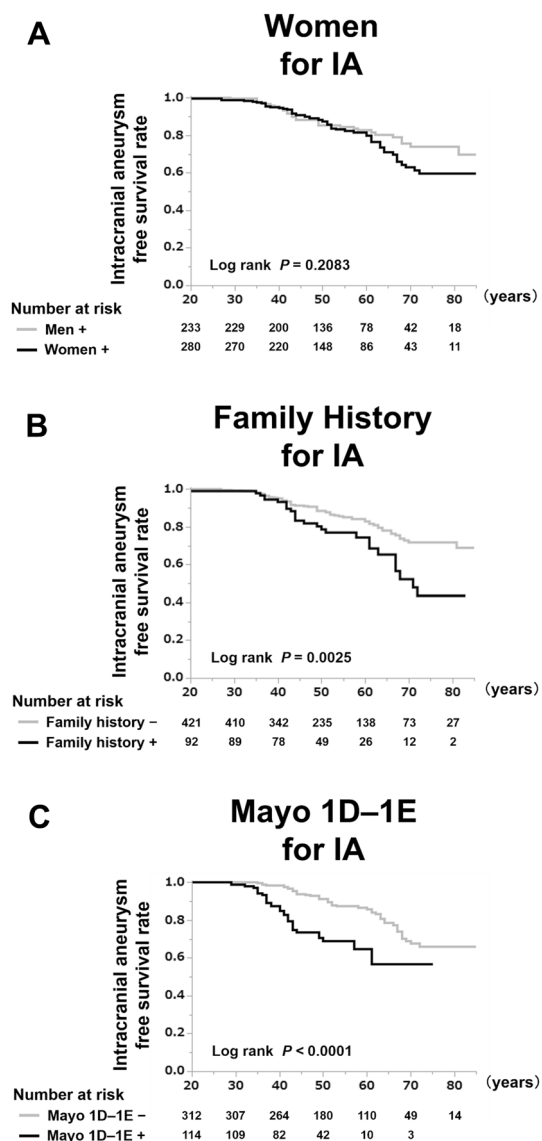 A
Women
for IA
Intracranial aneurysm
free survival rate
1.0
0.8
0.6
0.4
0.2
0.0
Log rank P = 0.2083
20 30 40 50 60 70 80 (years)
Number at risk
Men + 233 229 200 136 78 42 18
Women + 280 270 220 148 86 43 11
B
Family History
for IA
Intracranial aneurysm
free survival rate
1.0
0.8
0.6
0.4
0.2
0.0
Log rank P = 0.0025
20 30 40 50 60 70 80 (years)
Number at risk
Family history − 421 410 342 235 138 73 27
Family history + 92 89 78 49 26 12 2
C
Mayo 1D–1E
for IA
Intracranial aneurysm
free survival rate
1.0
0.8
0.6
0.4
0.2
0.0
Log rank P < 0.0001
20 30 40 50 60 70 80 (years)
Number at risk
Mayo 1D–1E − 312 307 264 180 110 49 14
Mayo 1D–1E + 114 109 82 42 10 3